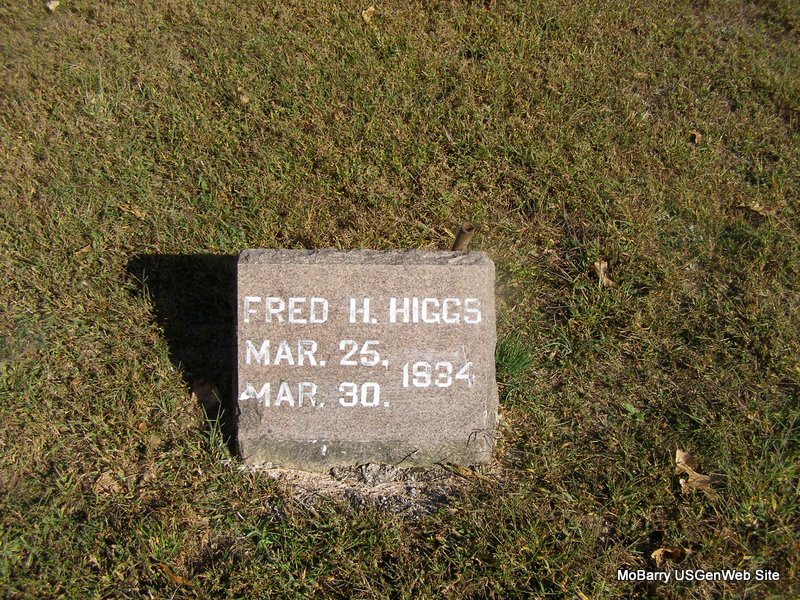 FRED H. HIGGS
MAR. 25,
1934
MAR. 30.
MoBarry USGenWeb Site